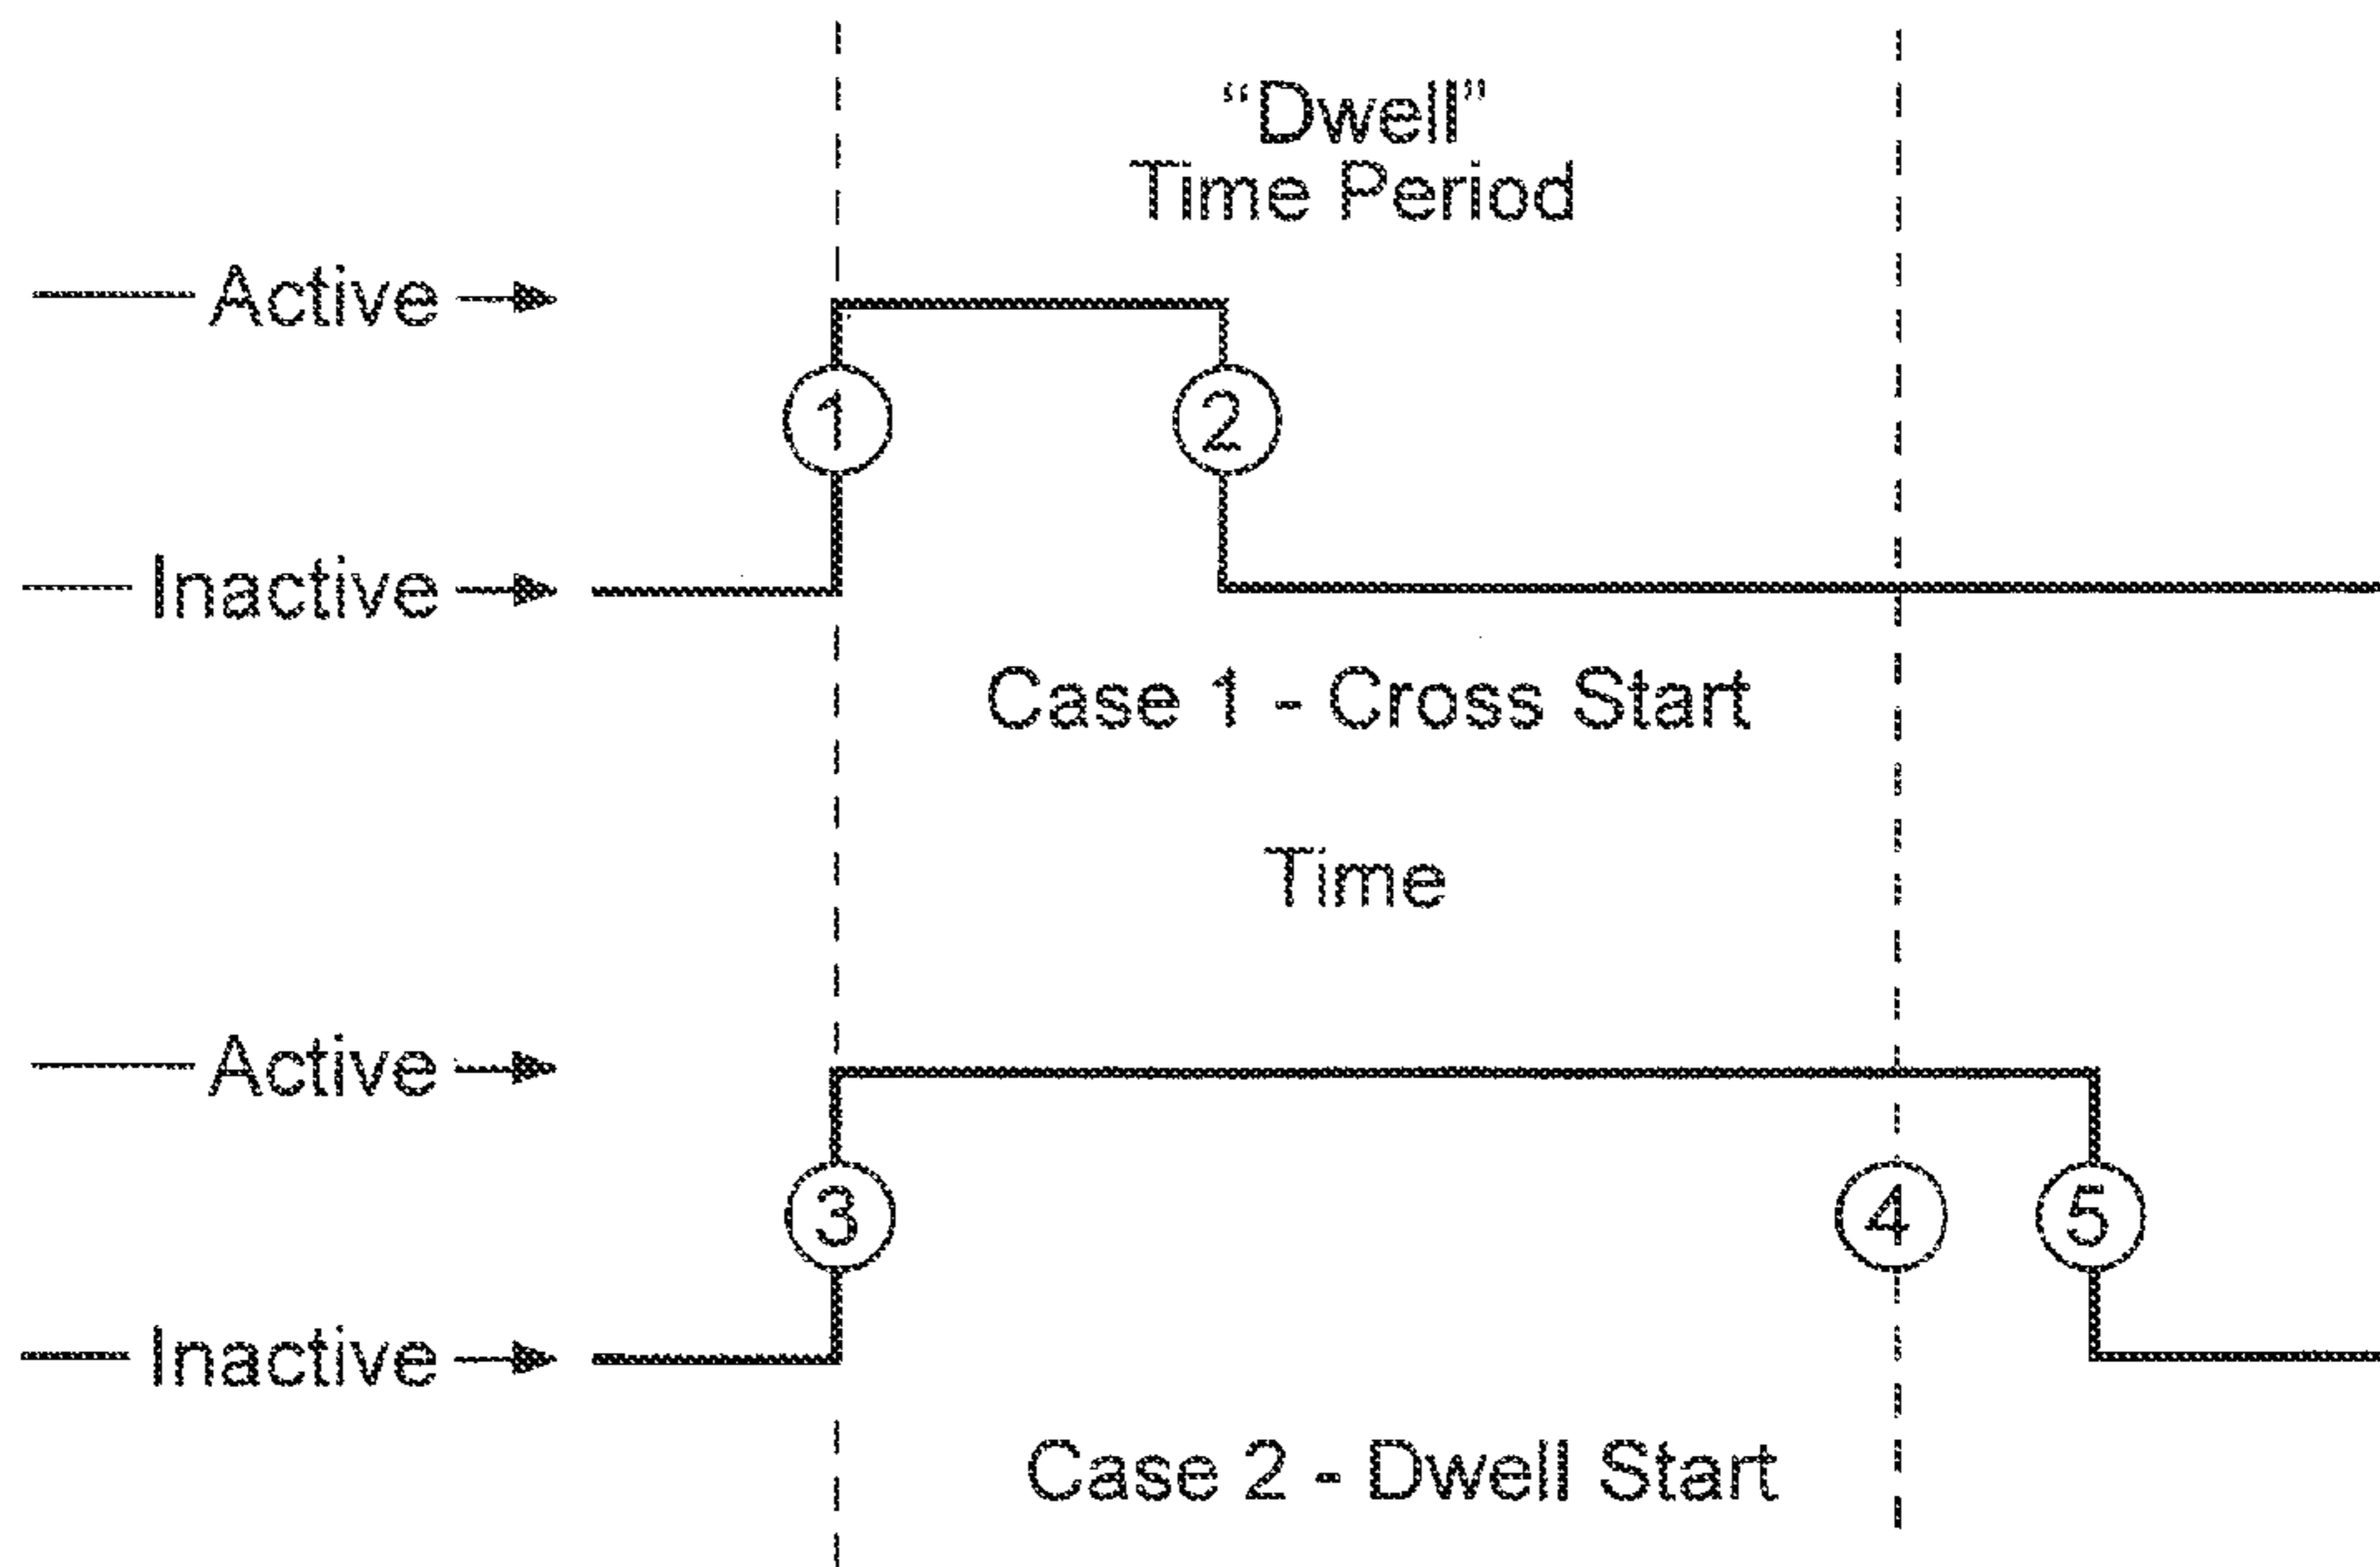 “Dwell”
Time Period
Active
1
2
Inactive
Case 1 - Cross Start
Time
Active
3
4
5
Inactive
Case 2 - Dwell Start